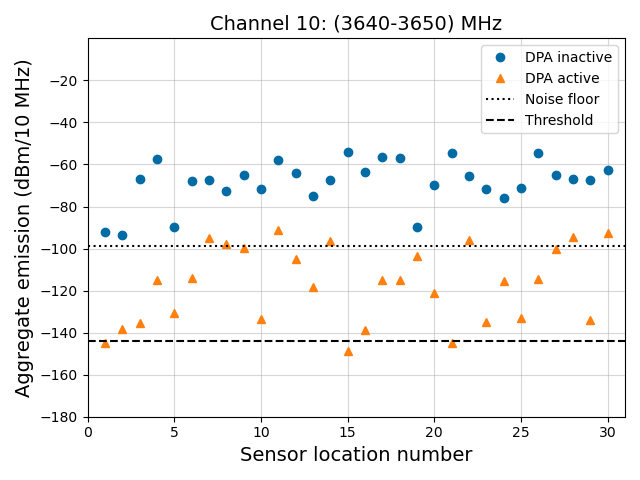 Channel 10: (3640-3650) MHz
DPA inactive
DPA active
Noise floor
Threshold
Aggregate emission (dBm/10 MHz)
−20
−40
−60
−80
−100
−120
−140
−160
−180
0 5 10 15 20 25 30
Sensor location number